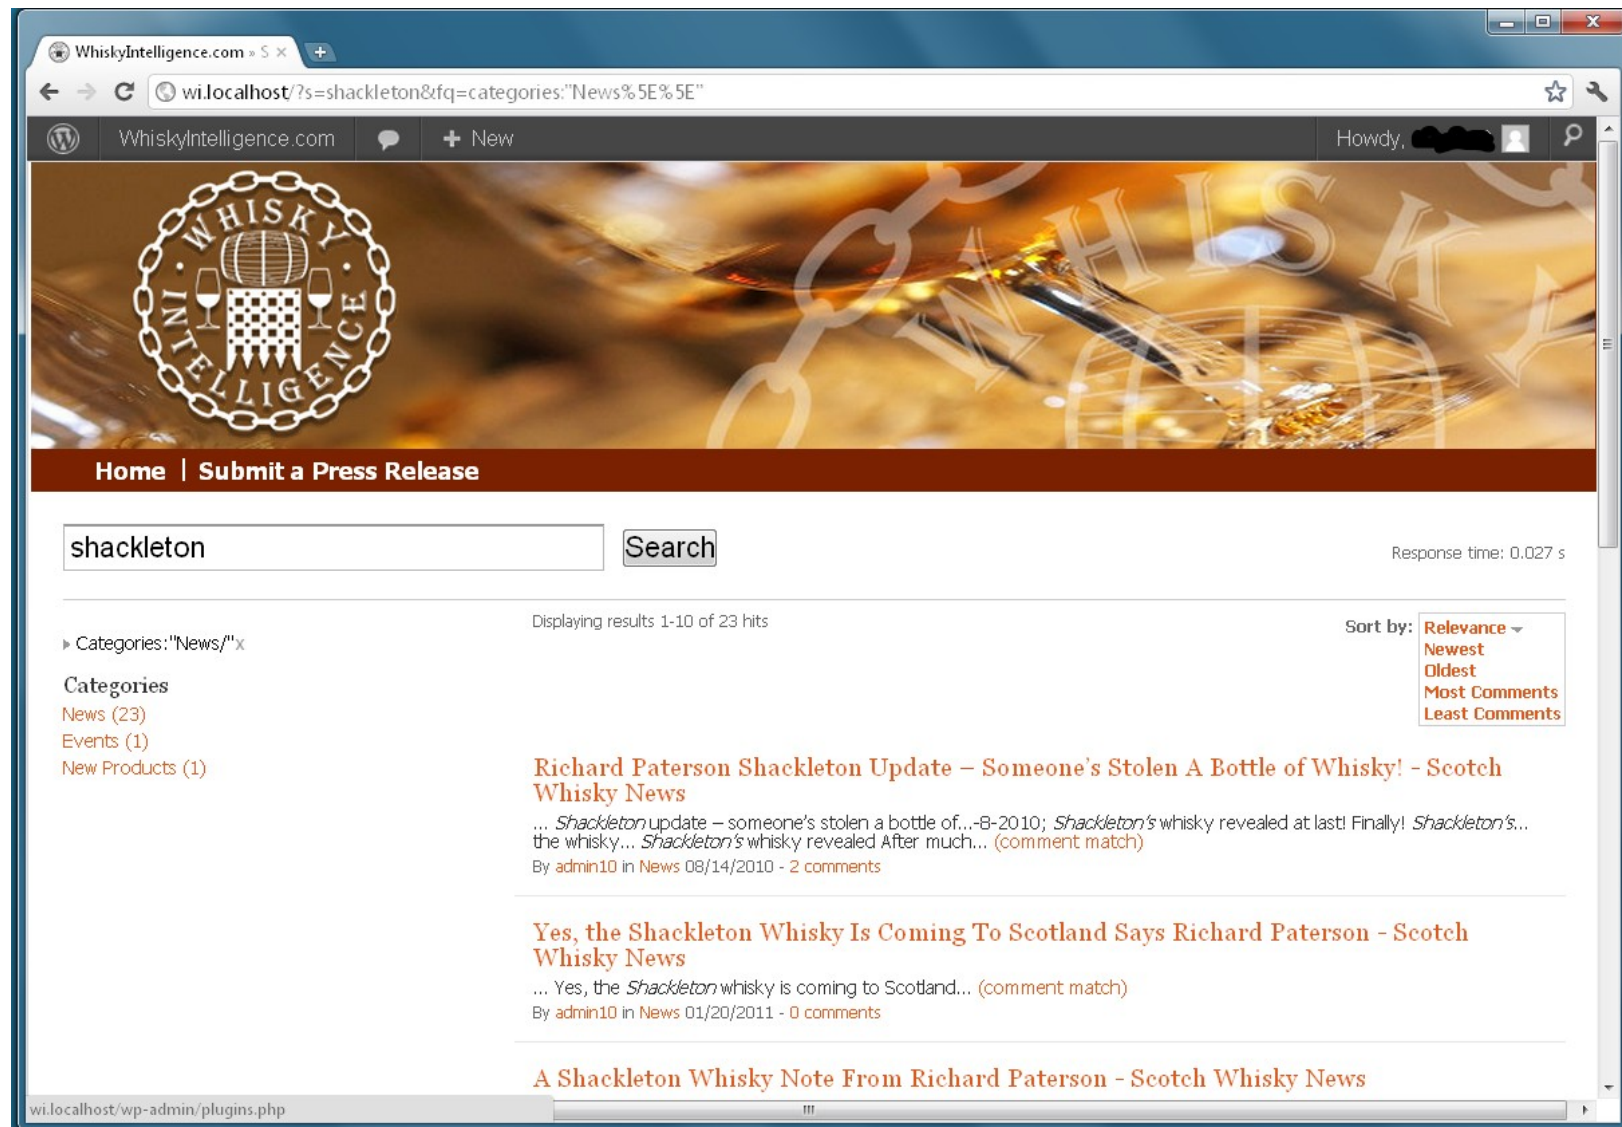 WhiskyIntelligence.com » S
wi.localhost/?s=shackleton&fq=categories:"News%5E%5E"
WhiskyIntelligence.com
New
Howdy,
WHISKY
INTELLIGENCE
WHISKY
Home | Submit a Press Release
shackleton
Search
Response time: 0.027 s
Categories:"News/"x
Displaying results 1-10 of 23 hits
Sort by:
Relevance
Newest
Oldest
Most Comments
Least Comments
Categories
News (23)
Events (1)
New Products (1)
Richard Paterson Shackleton Update – Someone's Stolen A Bottle of Whisky! - Scotch
Whisky News
... Shackleton update – someone's stolen a bottle of...-8-2010; Shackleton's whisky revealed at last! Finally! Shackleton's...
the whisky... Shackleton's whisky revealed After much... (comment match)
By admin10 in News 08/14/2010 - 2 comments
Yes, the Shackleton Whisky Is Coming To Scotland Says Richard Paterson - Scotch
Whisky News
... Yes, the Shackleton whisky is coming to Scotland... (comment match)
By admin10 in News 01/20/2011 - 0 comments
A Shackleton Whisky Note From Richard Paterson - Scotch Whisky News
wi.localhost/wp-admin/plugins.php